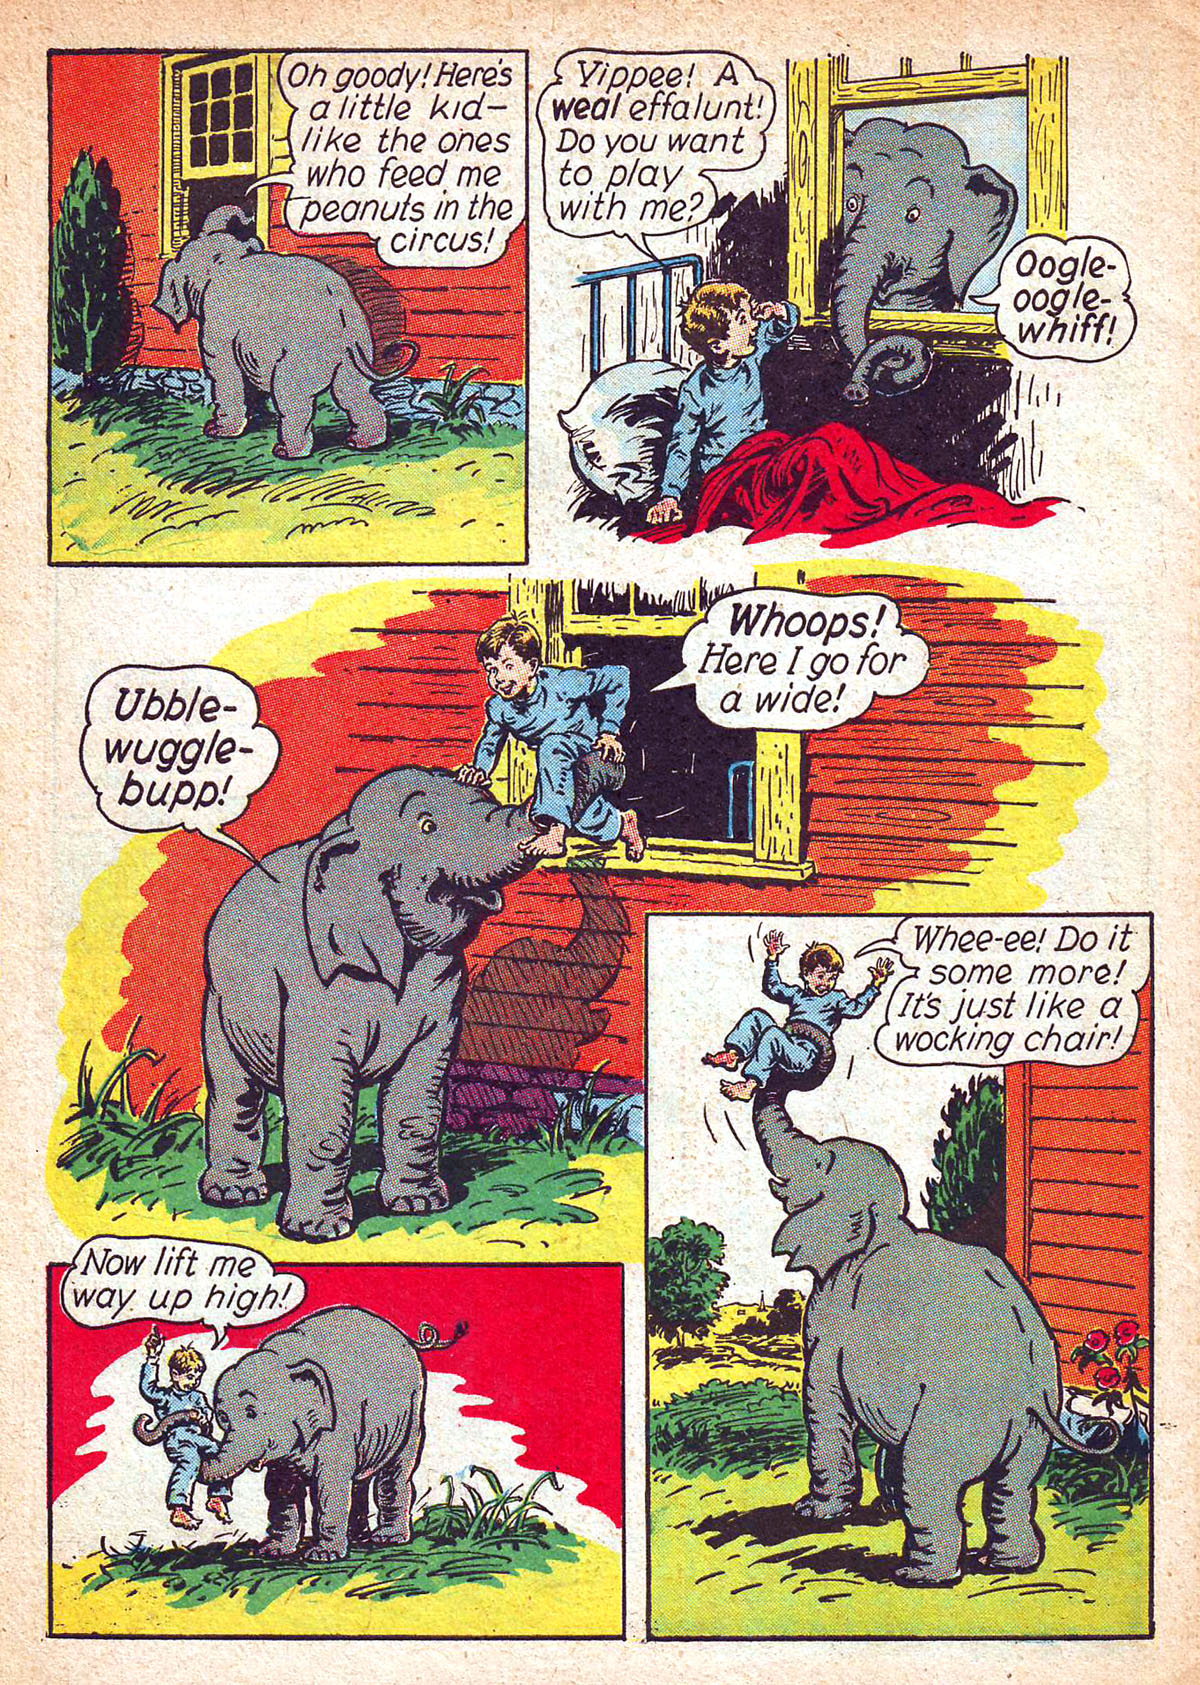 Oh goody! Here's
a little kid—
like the ones
who feed me
peanuts in the
circus!
Yippee! A
weal effalunt!
Do you want
to play
with me?
Oogle-
oogle-
whiff!
Ubble-
wuggle-
bupp!
Whoops!
Here I go for
a wide!
Now lift me
way up high!
Whee-ee! Do it
some more!
It's just like a
wocking chair!